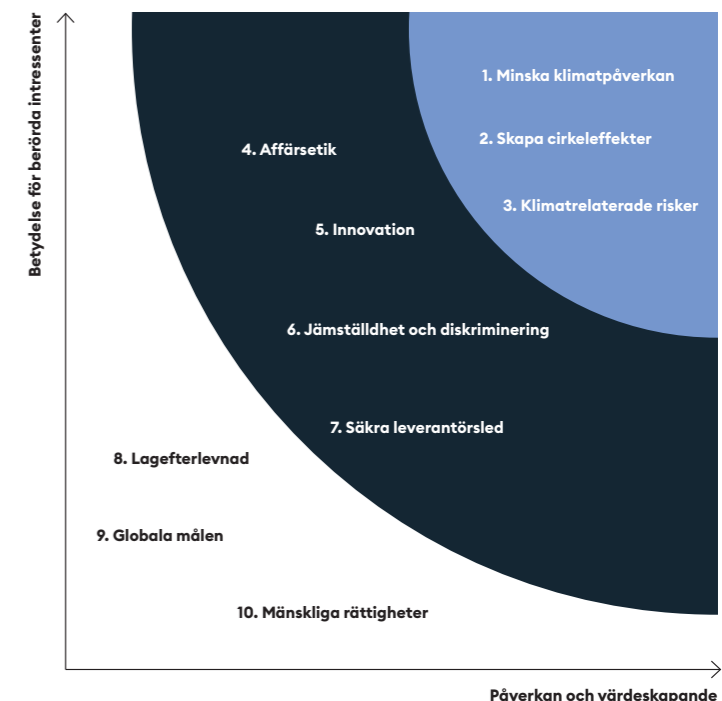 Betydelse för berörda intressenter
1. Minska klimatpåverkan
2. Skapa cirkeleffekter
3. Klimatrelaterade risker
4. Affärsetik
5. Innovation
6. Jämställdhet och diskriminering
7. Säkra leverantörsled
8. Lagefterlevnad
9. Globala målen
10. Mänskliga rättigheter
Påverkan och värdeskapande